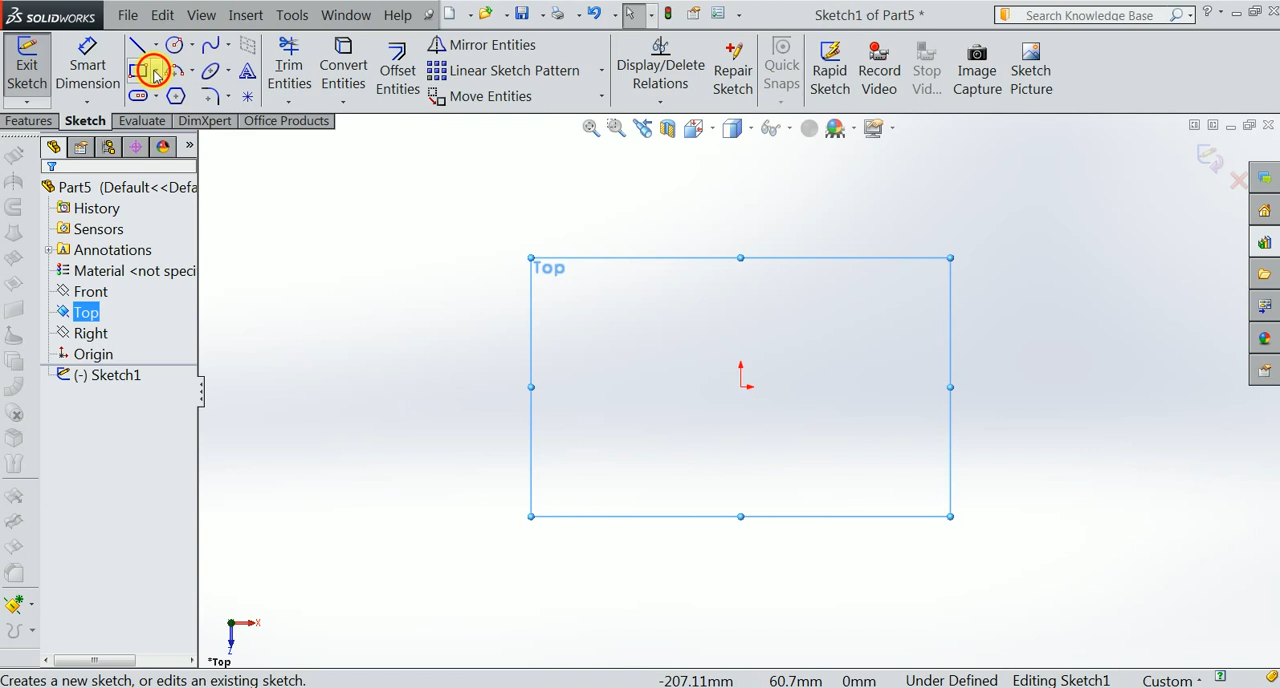 SOLIDWORKS File Edit View Insert Tools Window Help Sketch1 of Part5 * Search Knowledge Base
Exit Sketch
Smart Dimension
Trim Entities
Convert Entities
Offset Entities
Mirror Entities
Linear Sketch Pattern
Move Entities
Display/Delete Relations
Repair Sketch
Quick Snaps
Rapid Sketch
Record Video
Stop Vid...
Image Capture
Sketch Picture
Features Sketch Evaluate DimXpert Office Products
Part5 (Default<<Defa
History
Sensors
Annotations
Material <not speci
Front
Top
Right
Origin
(-) Sketch1
Top
X
Z
*Top
Creates a new sketch, or edits an existing sketch. -207.11mm 60.7mm 0mm Under Defined Editing Sketch1 Custom